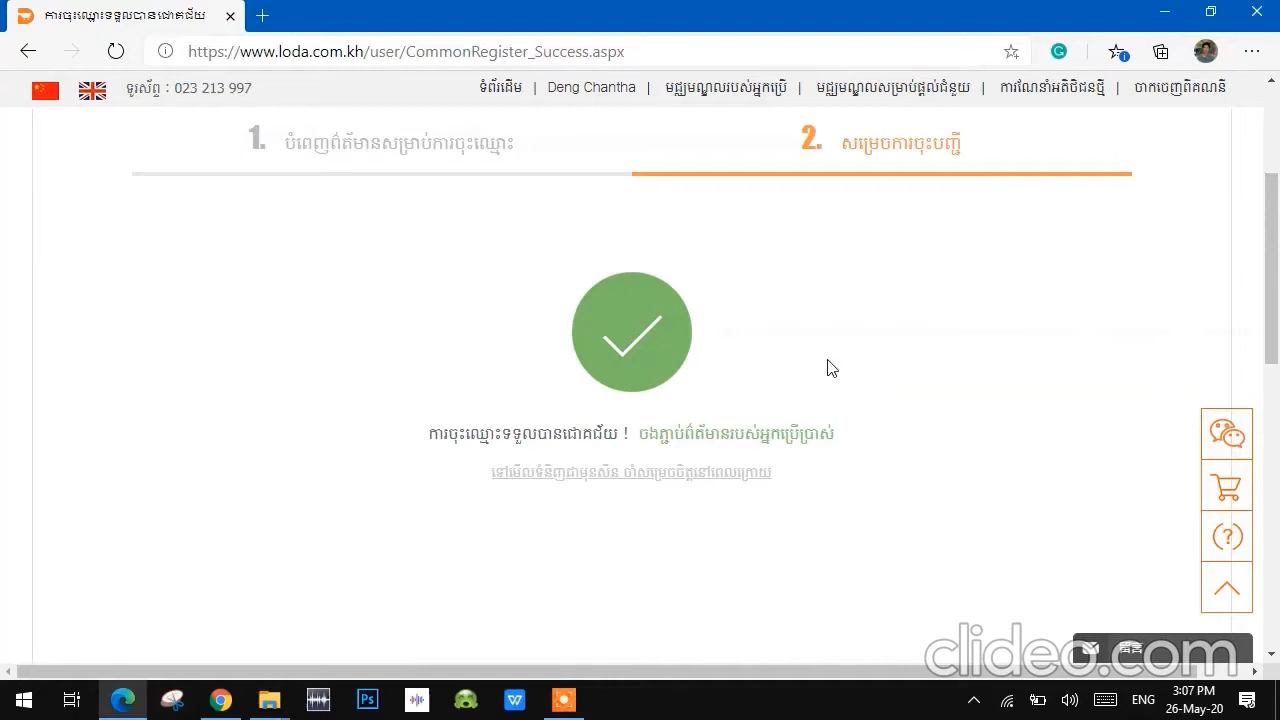 ការចុះឈ្មោះទទួលបានជោគជ័យ
https://www.loda.com.kh/user/CommonRegister_Success.aspx
ទូរស័ព្ទ : 023 213 997
ទំព័រដើម | Deng Chantha | មជ្ឈមណ្ឌលរបស់អ្នកប្រើ | មជ្ឈមណ្ឌលសម្រាប់ផ្តល់ជំនួយ | ការណែនាំអតិថិជនថ្មី | ចាកចេញពីគណនី
1. បំពេញព័ត៌មានសម្រាប់ការចុះឈ្មោះ
2. សម្រេចការចុះបញ្ជី
ការចុះឈ្មោះទទួលបានជោគជ័យ ! ចងភ្ជាប់ព័ត៌មានរបស់អ្នកប្រើប្រាស់
ទៅមើលទំនិញជាមុនសិន ចាំសម្រេចចិត្តនៅពេលក្រោយ
clideo.com
ENG
3:07 PM
26-May-20